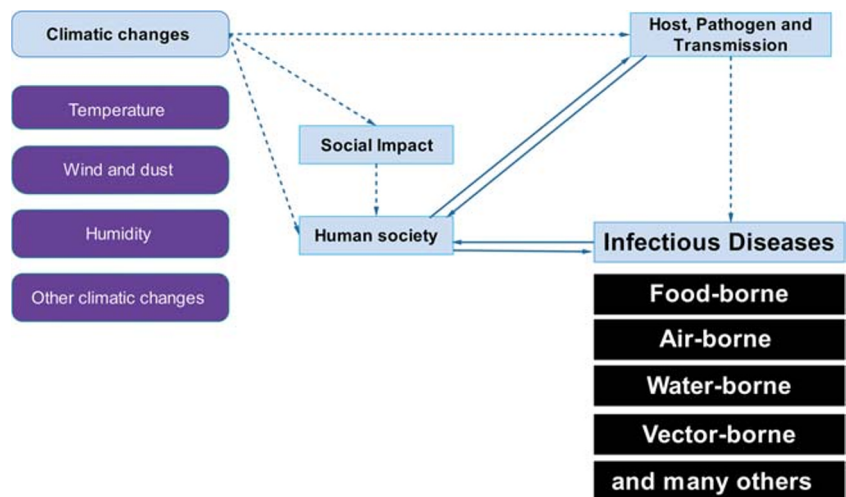 Climatic changes
Temperature
Wind and dust
Humidity
Other climatic changes
Social Impact
Human society
Host, Pathogen and
Transmission
Infectious Diseases
Food-borne
Air-borne
Water-borne
Vector-borne
and many others